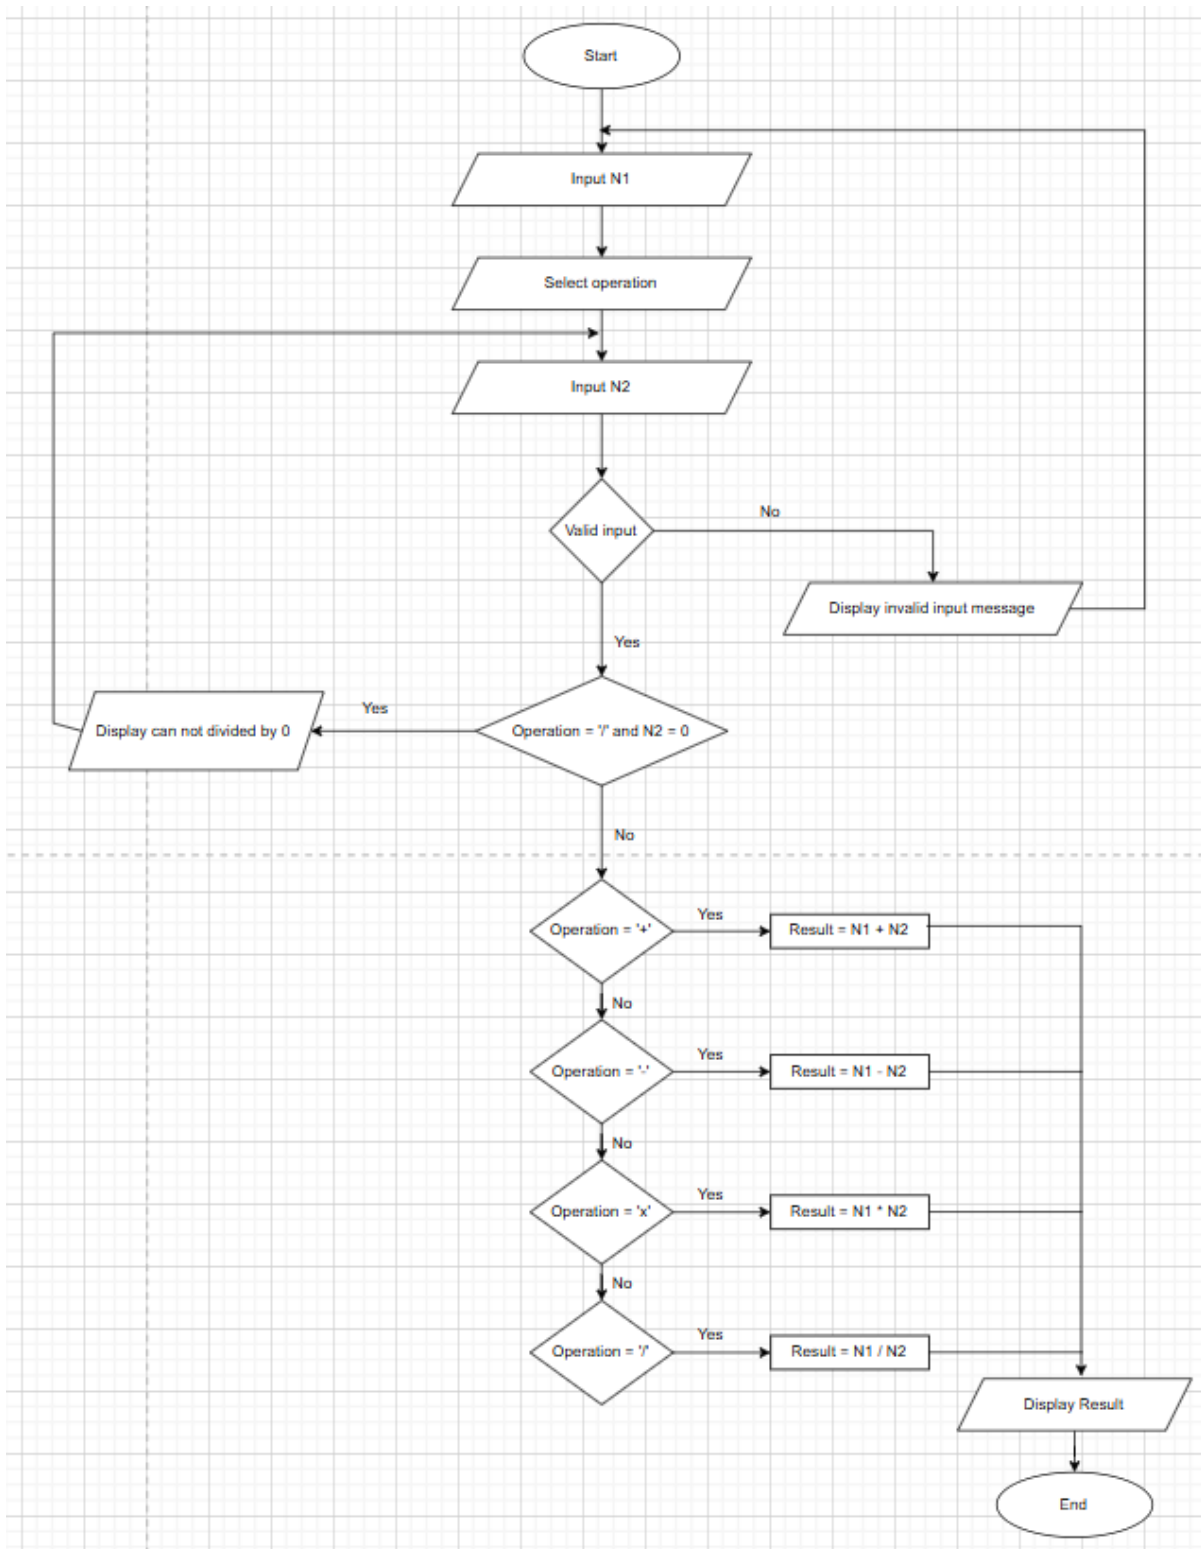 Start
Input N1
Select operation
Input N2
Valid input
No
Display invalid input message
Yes
Operation = '/' and N2 = 0
Yes
Display can not divided by 0
No
Operation = '+'
Yes
Result = N1 + N2
No
Operation = '-'
Yes
Result = N1 - N2
No
Operation = 'x'
Yes
Result = N1 * N2
No
Operation = '/'
Yes
Result = N1 / N2
Display Result
End